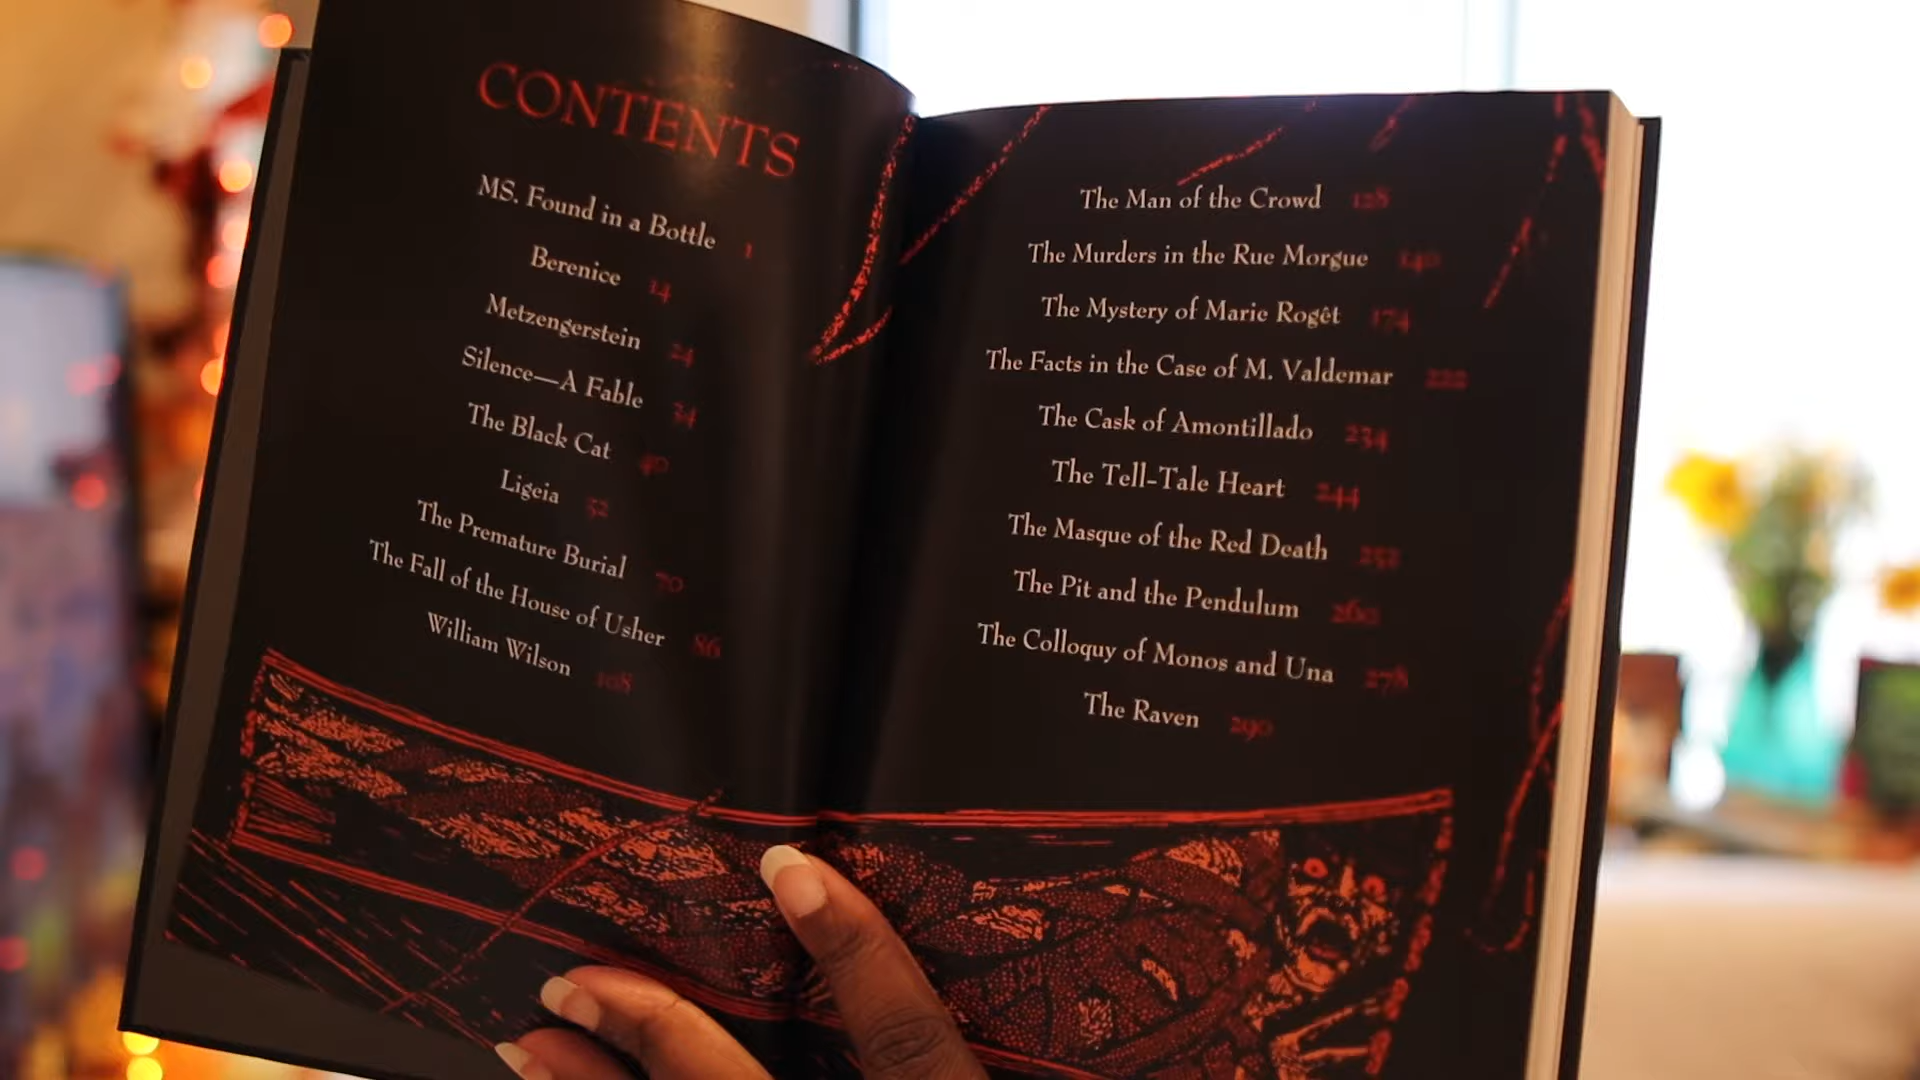 CONTENTS
MS. Found in a Bottle 1
Berenice 14
Metzengerstein 24
Silence—A Fable 34
The Black Cat 40
Ligeia 52
The Premature Burial 70
The Fall of the House of Usher 86
William Wilson 108
The Man of the Crowd 128
The Murders in the Rue Morgue 140
The Mystery of Marie Rogêt 174
The Facts in the Case of M. Valdemar 222
The Cask of Amontillado 234
The Tell-Tale Heart 244
The Masque of the Red Death 252
The Pit and the Pendulum 260
The Colloquy of Monos and Una 278
The Raven 290